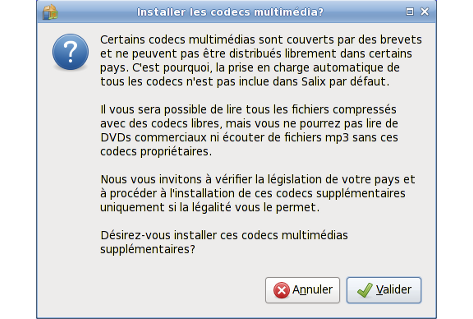 Installer les codecs multimedia?
Certains codecs multimédias sont couverts par des brevets
et ne peuvent pas être distribués librement dans certains
pays. C'est pourquoi, la prise en charge automatique de
tous les codecs n'est pas inclue dans Salix par défaut.
Il vous sera possible de lire tous les fichiers compressés
avec des codecs libres, mais vous ne pourrez pas lire de
DVDs commerciaux ni écouter de fichiers mp3 sans ces
codecs propriétaires.
Nous vous invitons à vérifier la législation de votre pays et
à procéder à l'installation de ces codecs supplémentaires
uniquement si la légalité vous le permet.
Désirez-vous installer ces codecs multimédias
supplémentaires?
Annuler
Valider